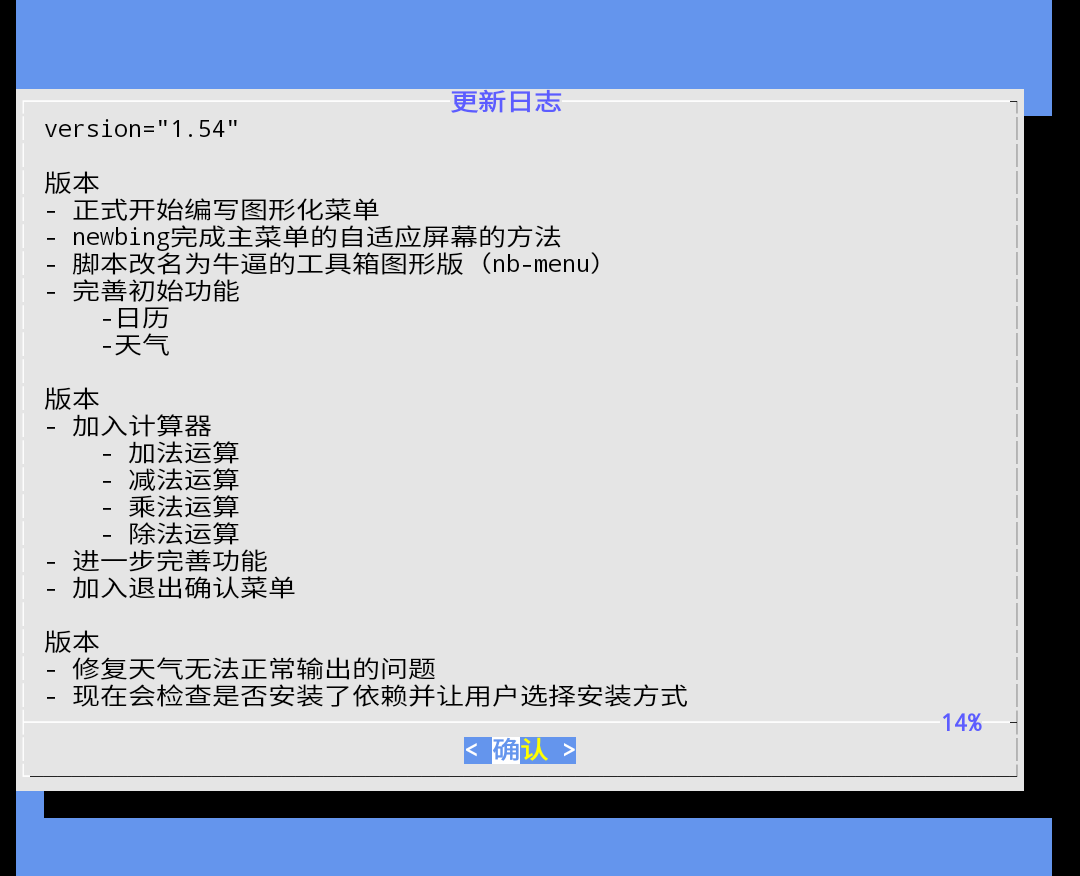 更新日志
version="1.54"
版本
- 正式开始编写图形化菜单
- newbing完成主菜单的自适应屏幕的方法
- 脚本改名为牛逼的工具箱图形版（nb-menu）
- 完善初始功能
-日历
-天气
版本
- 加入计算器
- 加法运算
- 减法运算
- 乘法运算
- 除法运算
- 进一步完善功能
- 加入退出确认菜单
版本
- 修复天气无法正常输出的问题
- 现在会检查是否安装了依赖并让用户选择安装方式
14%
< 确认 >